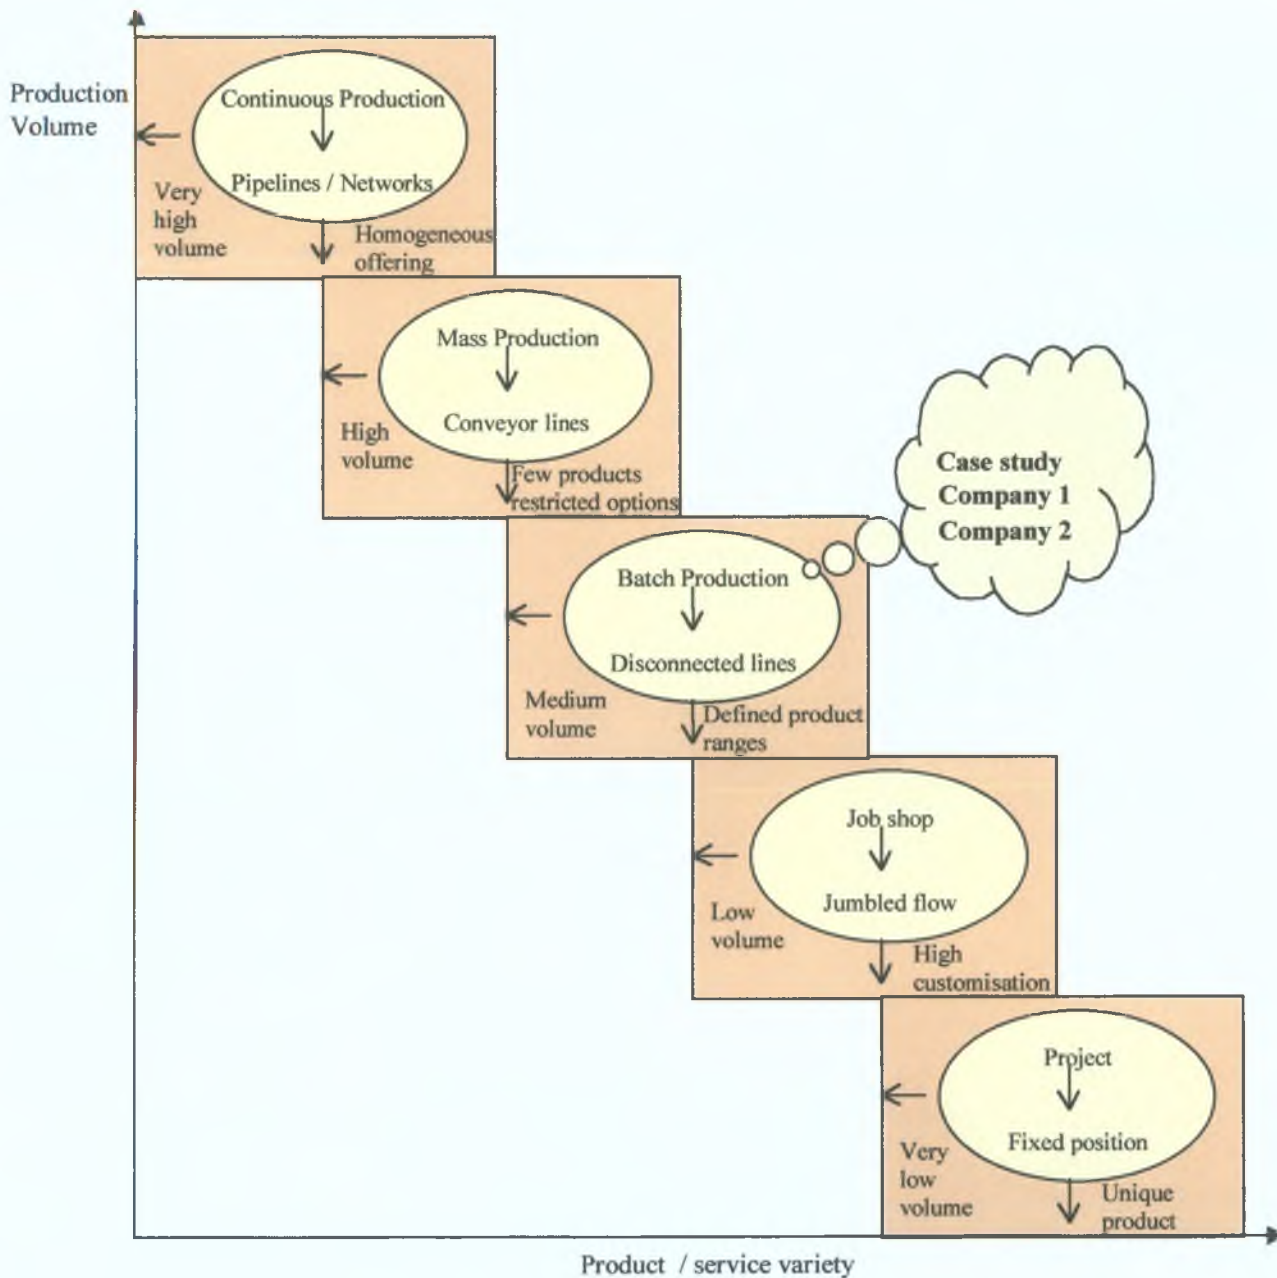 Production
Volume
Continuous Production
Pipelines / Networks
Very
high
volume
Homogeneous
offering
Mass Production
Conveyor lines
High
volume
Few products
restricted options
Case study
Company 1
Company 2
Batch Production
Disconnected lines
Medium
volume
Defined product
ranges
Job shop
Jumbled flow
Low
volume
High
customisation
Project
Fixed position
Very
low
volume
Unique
product
Product / service variety